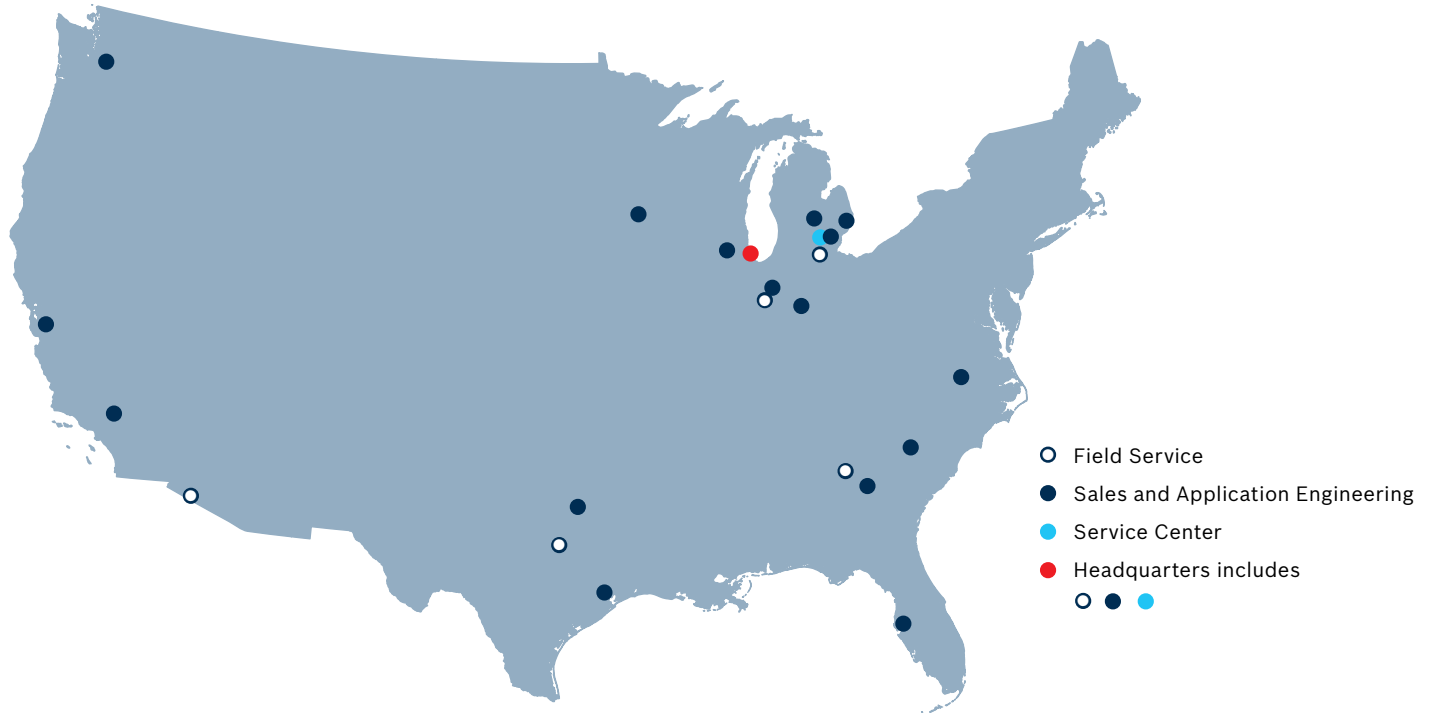 Field Service
Sales and Application Engineering
Service Center
Headquarters includes